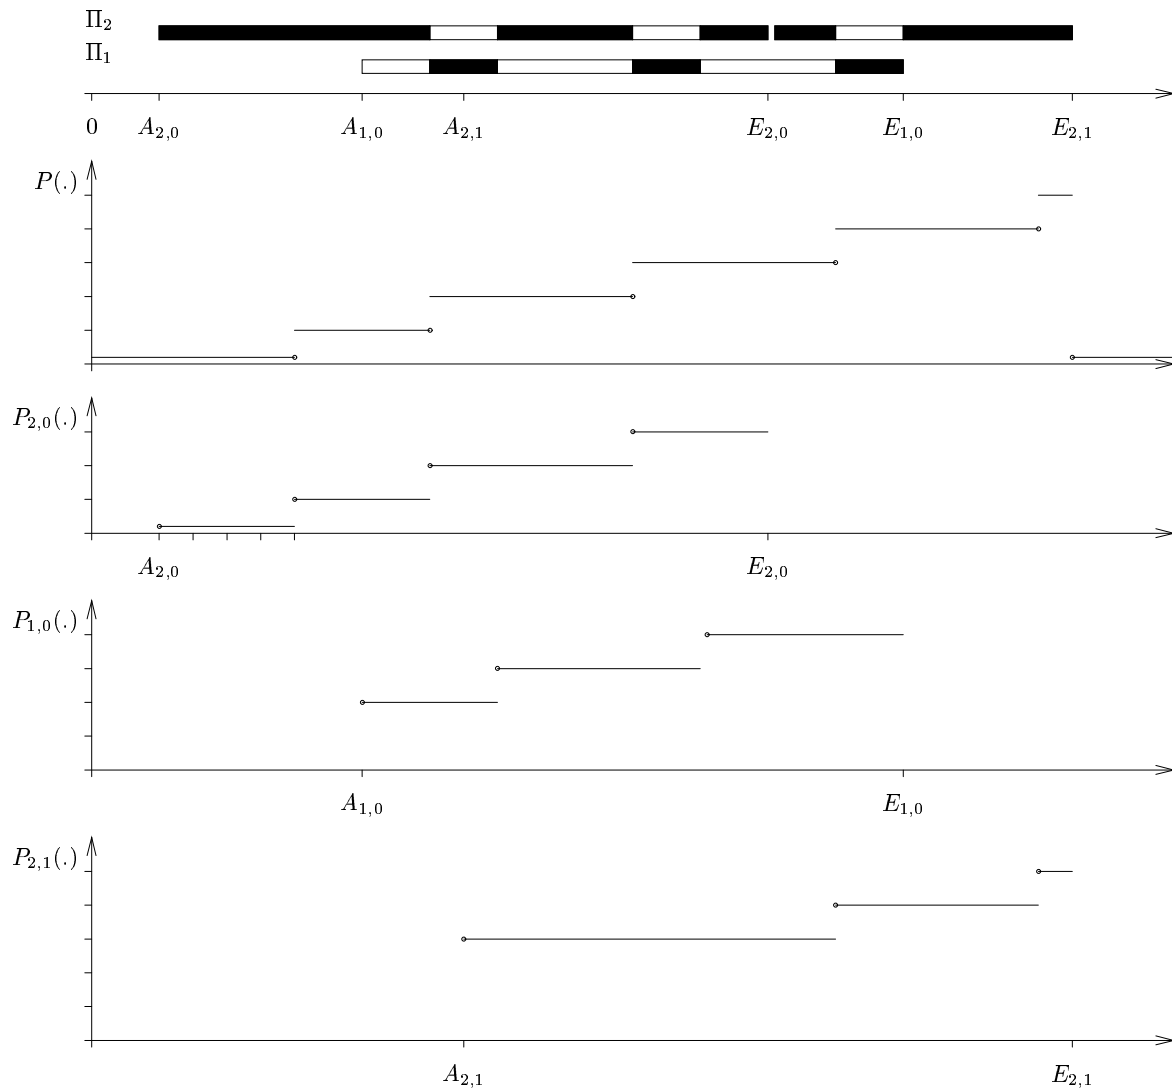 Π₂
Π₁
0 A₂,₀ A₁,₀ A₂,₁ E₂,₀ E₁,₀ E₂,₁
P(.)
P₂,₀(.)
A₂,₀ E₂,₀
P₁,₀(.)
A₁,₀ E₁,₀
P₂,₁(.)
A₂,₁ E₂,₁